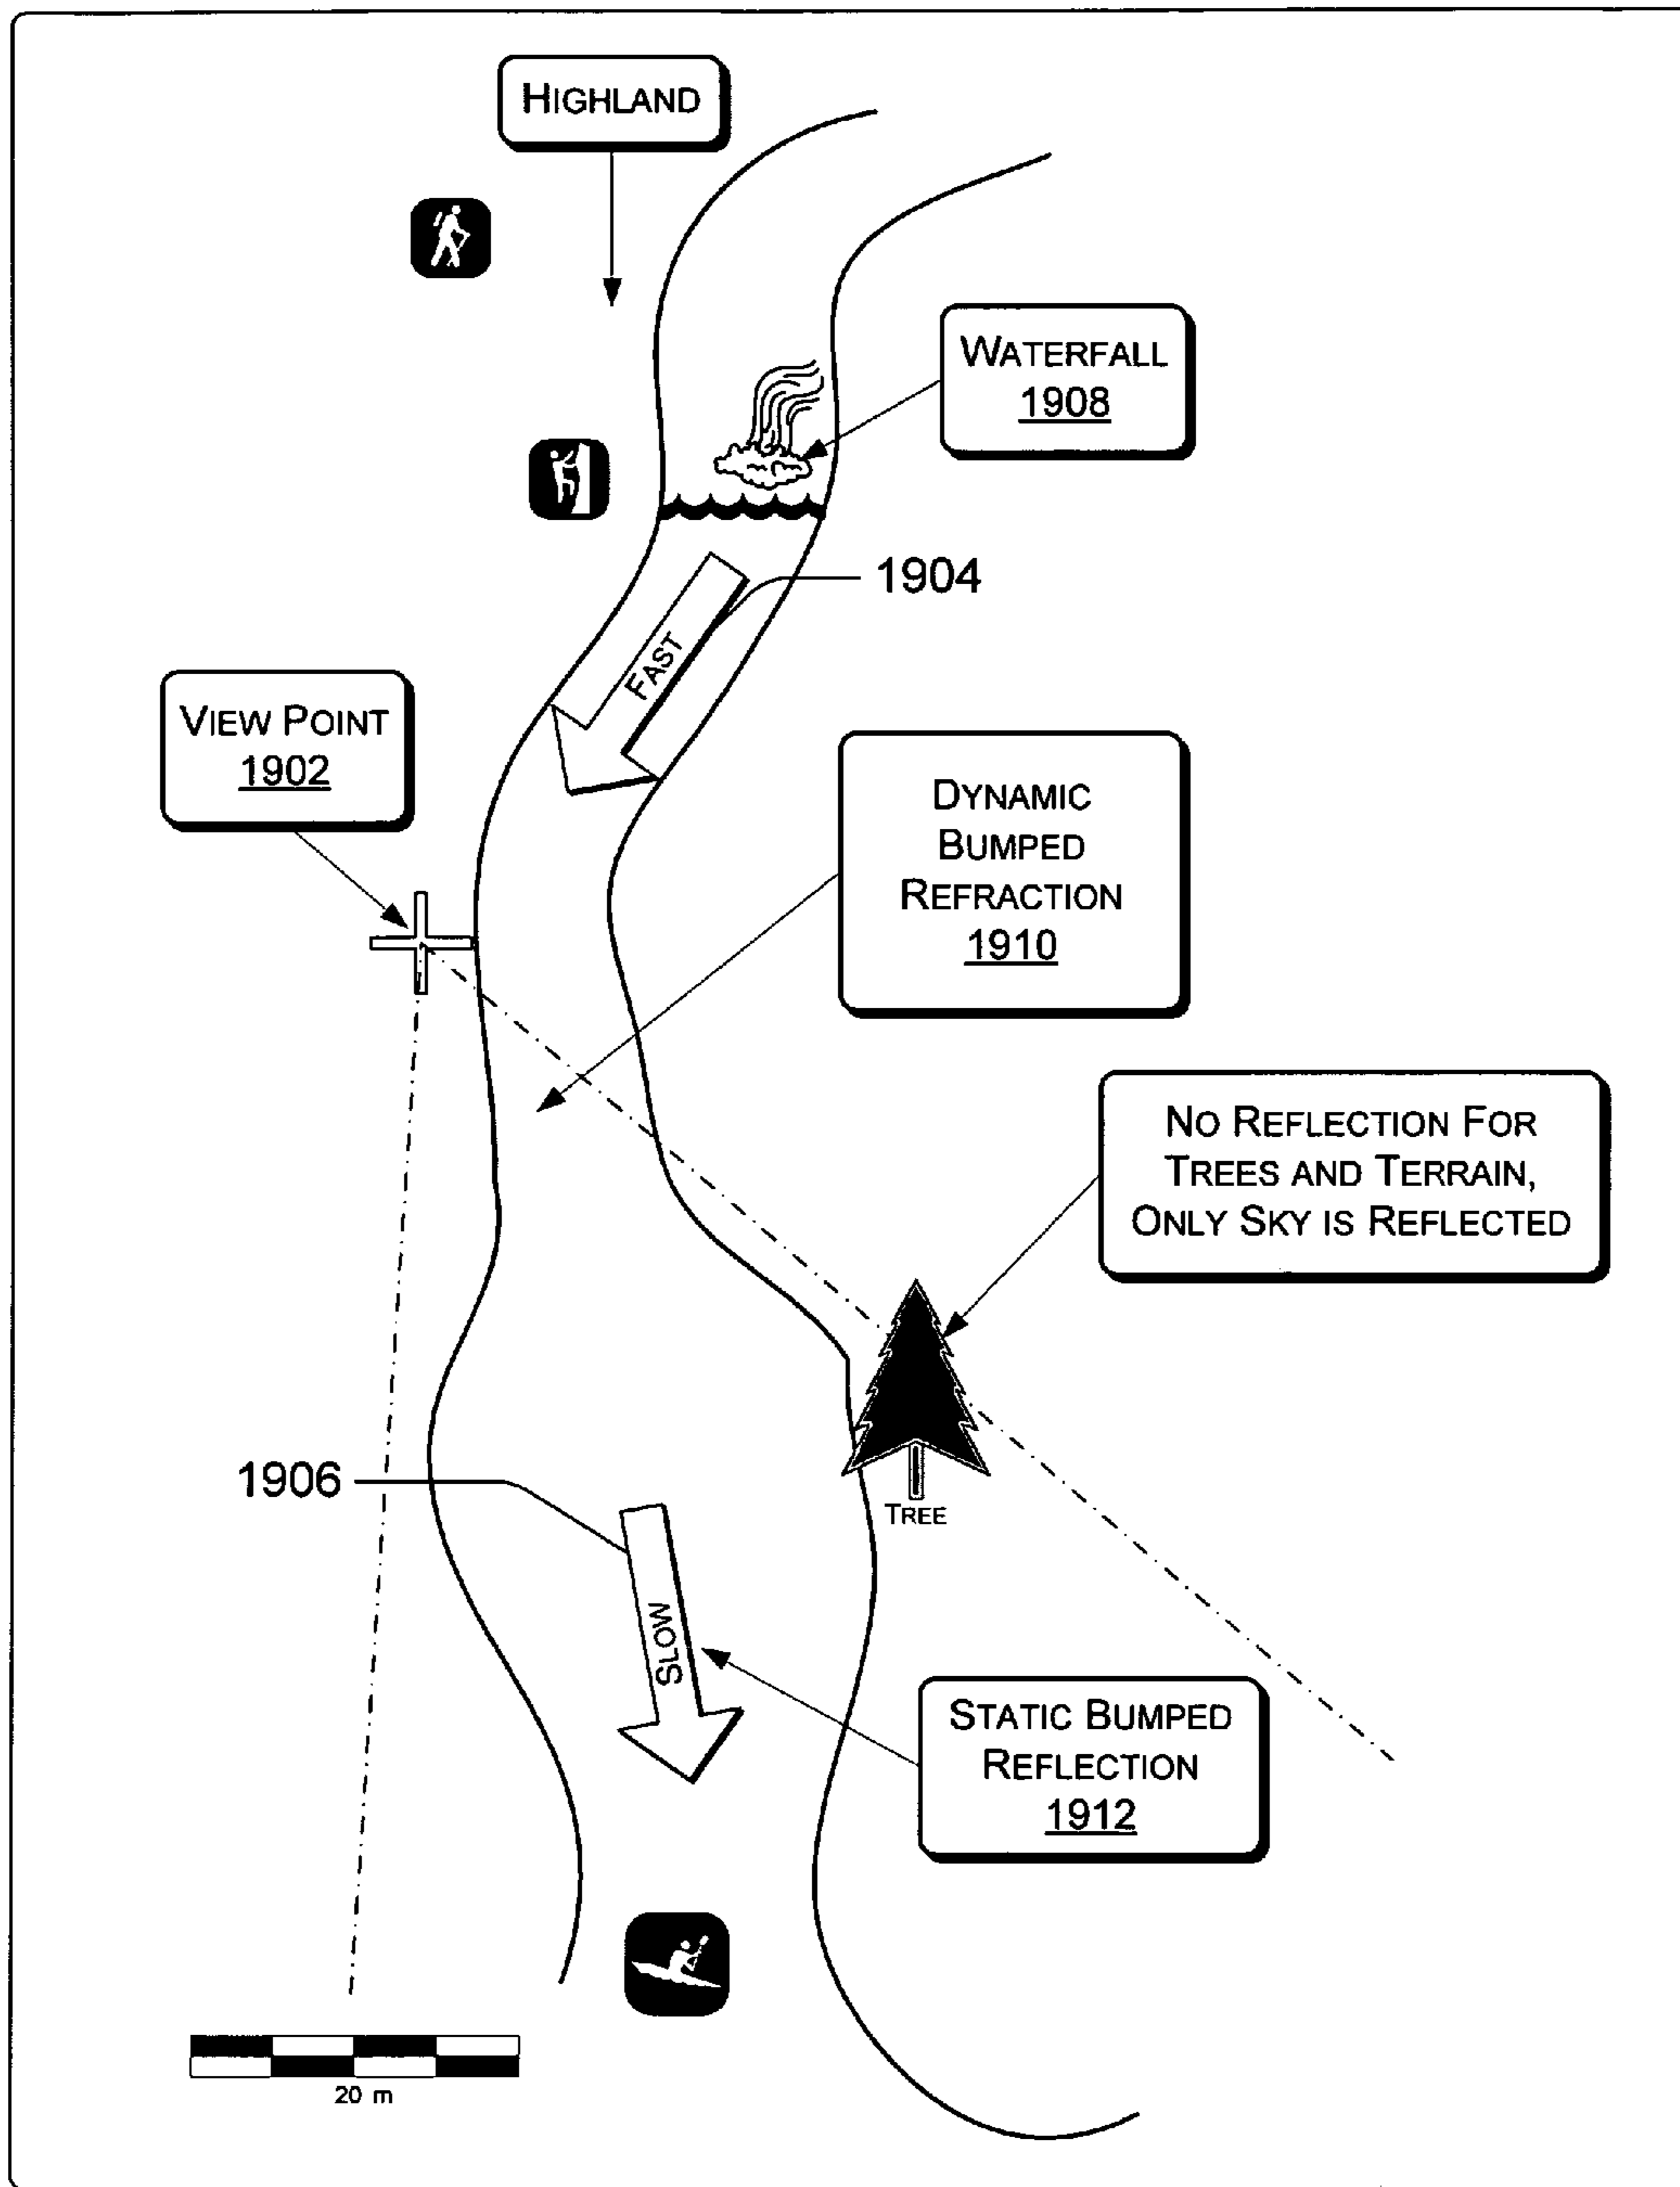 HIGHLAND
WATERFALL
1908
1904
FAST
VIEW POINT
1902
DYNAMIC
BUMPED
REFRACTION
1910
NO REFLECTION FOR
TREES AND TERRAIN,
ONLY SKY IS REFLECTED
1906
TREE
SLOW
STATIC BUMPED
REFLECTION
1912
20 m